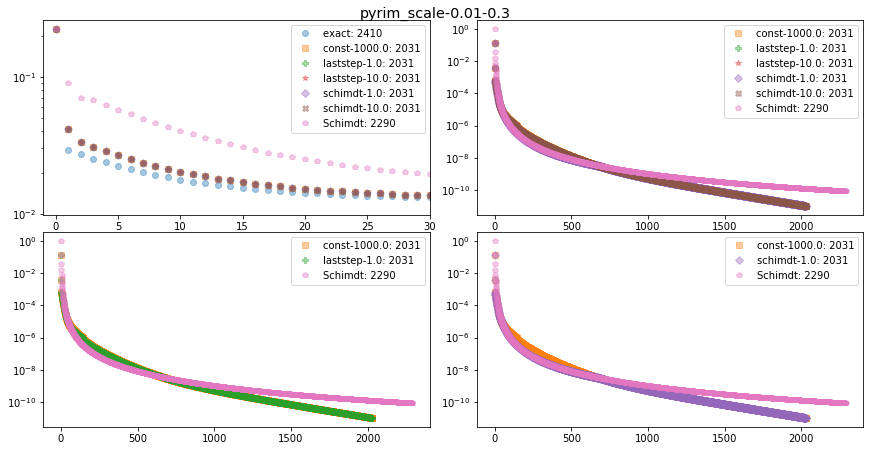 pyrim_scale-0.01-0.3
exact: 2410
const-1000.0: 2031
laststep-1.0: 2031
laststep-10.0: 2031
schimdt-1.0: 2031
schimdt-10.0: 2031
Schimdt: 2290
10⁻¹
10⁻²
0 5 10 15 20 25 30
const-1000.0: 2031
laststep-1.0: 2031
laststep-10.0: 2031
schimdt-1.0: 2031
schimdt-10.0: 2031
Schimdt: 2290
10⁰
10⁻²
10⁻⁴
10⁻⁶
10⁻⁸
10⁻¹⁰
0 500 1000 1500 2000
const-1000.0: 2031
laststep-1.0: 2031
Schimdt: 2290
10⁰
10⁻²
10⁻⁴
10⁻⁶
10⁻⁸
10⁻¹⁰
0 500 1000 1500 2000
const-1000.0: 2031
schimdt-1.0: 2031
Schimdt: 2290
10⁰
10⁻²
10⁻⁴
10⁻⁶
10⁻⁸
10⁻¹⁰
0 500 1000 1500 2000